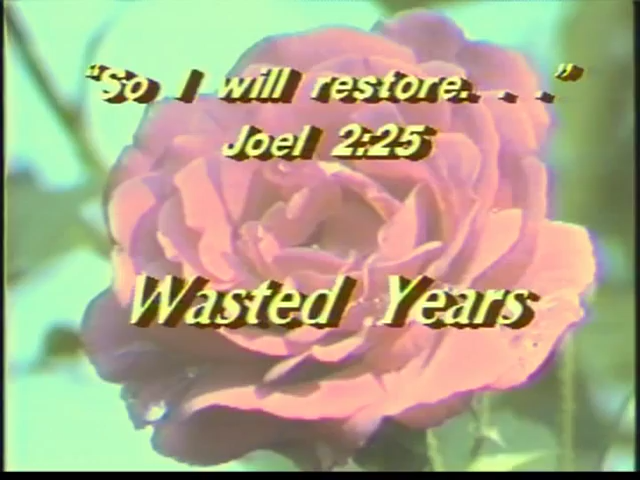 “So I will restore. . . .”
Joel 2:25
Wasted Years